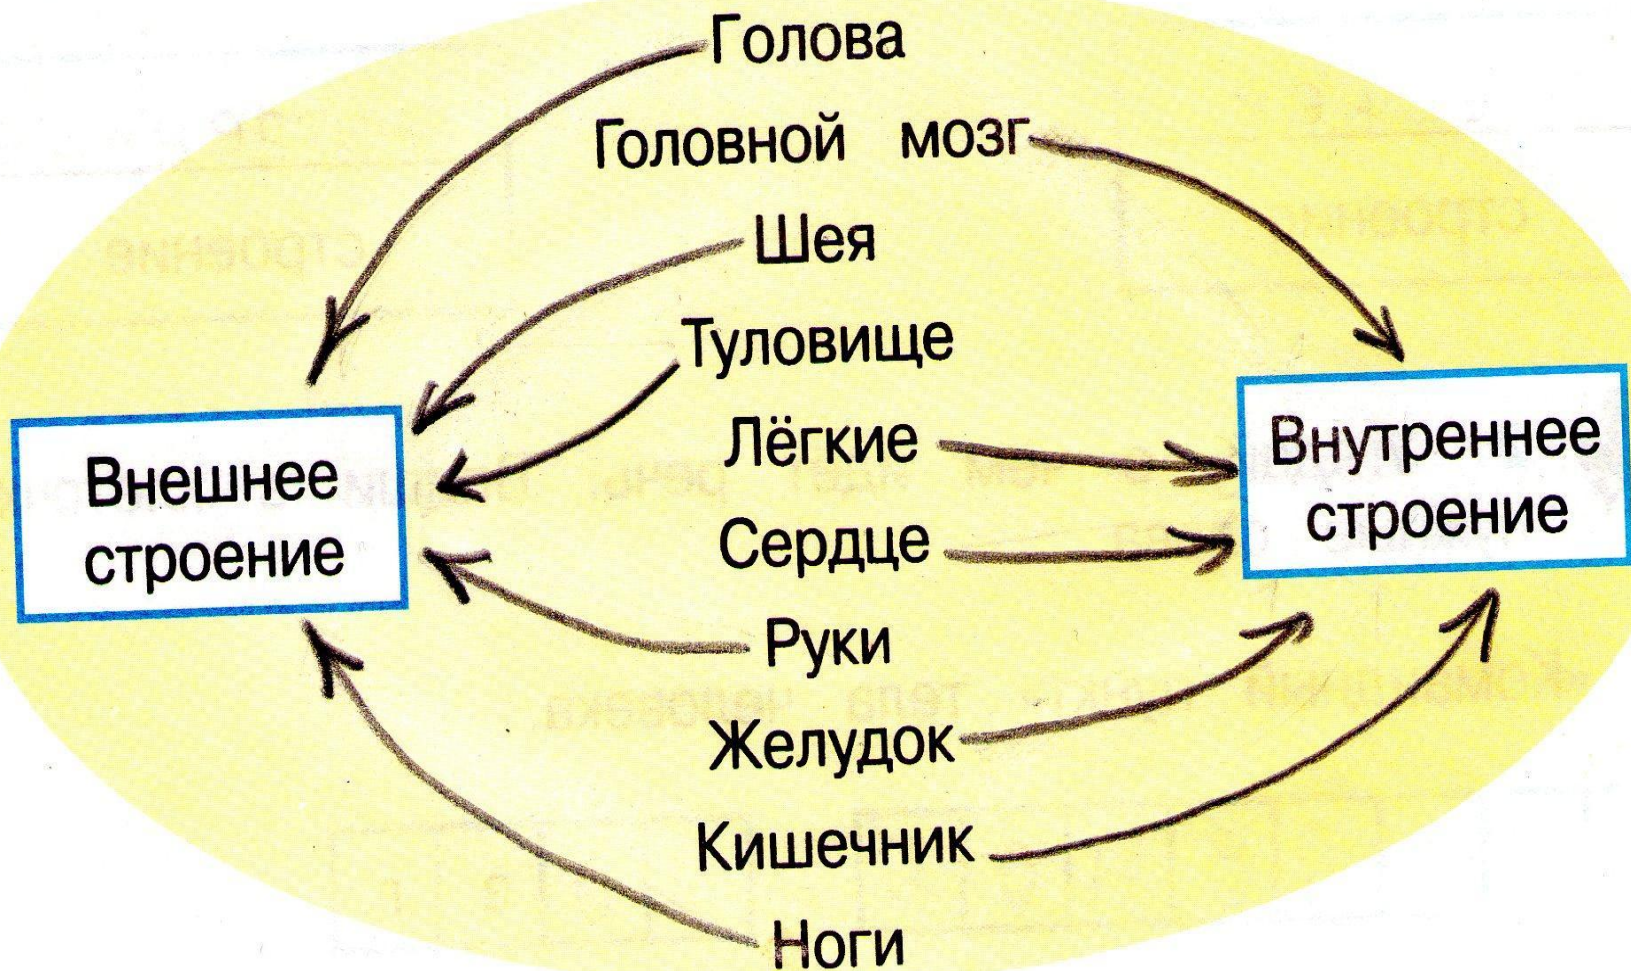 Голова
Головной мозг
Шея
Туловище
Лёгкие
Сердце
Руки
Желудок
Кишечник
Ноги
Внешнее
строение
Внутреннее
строение